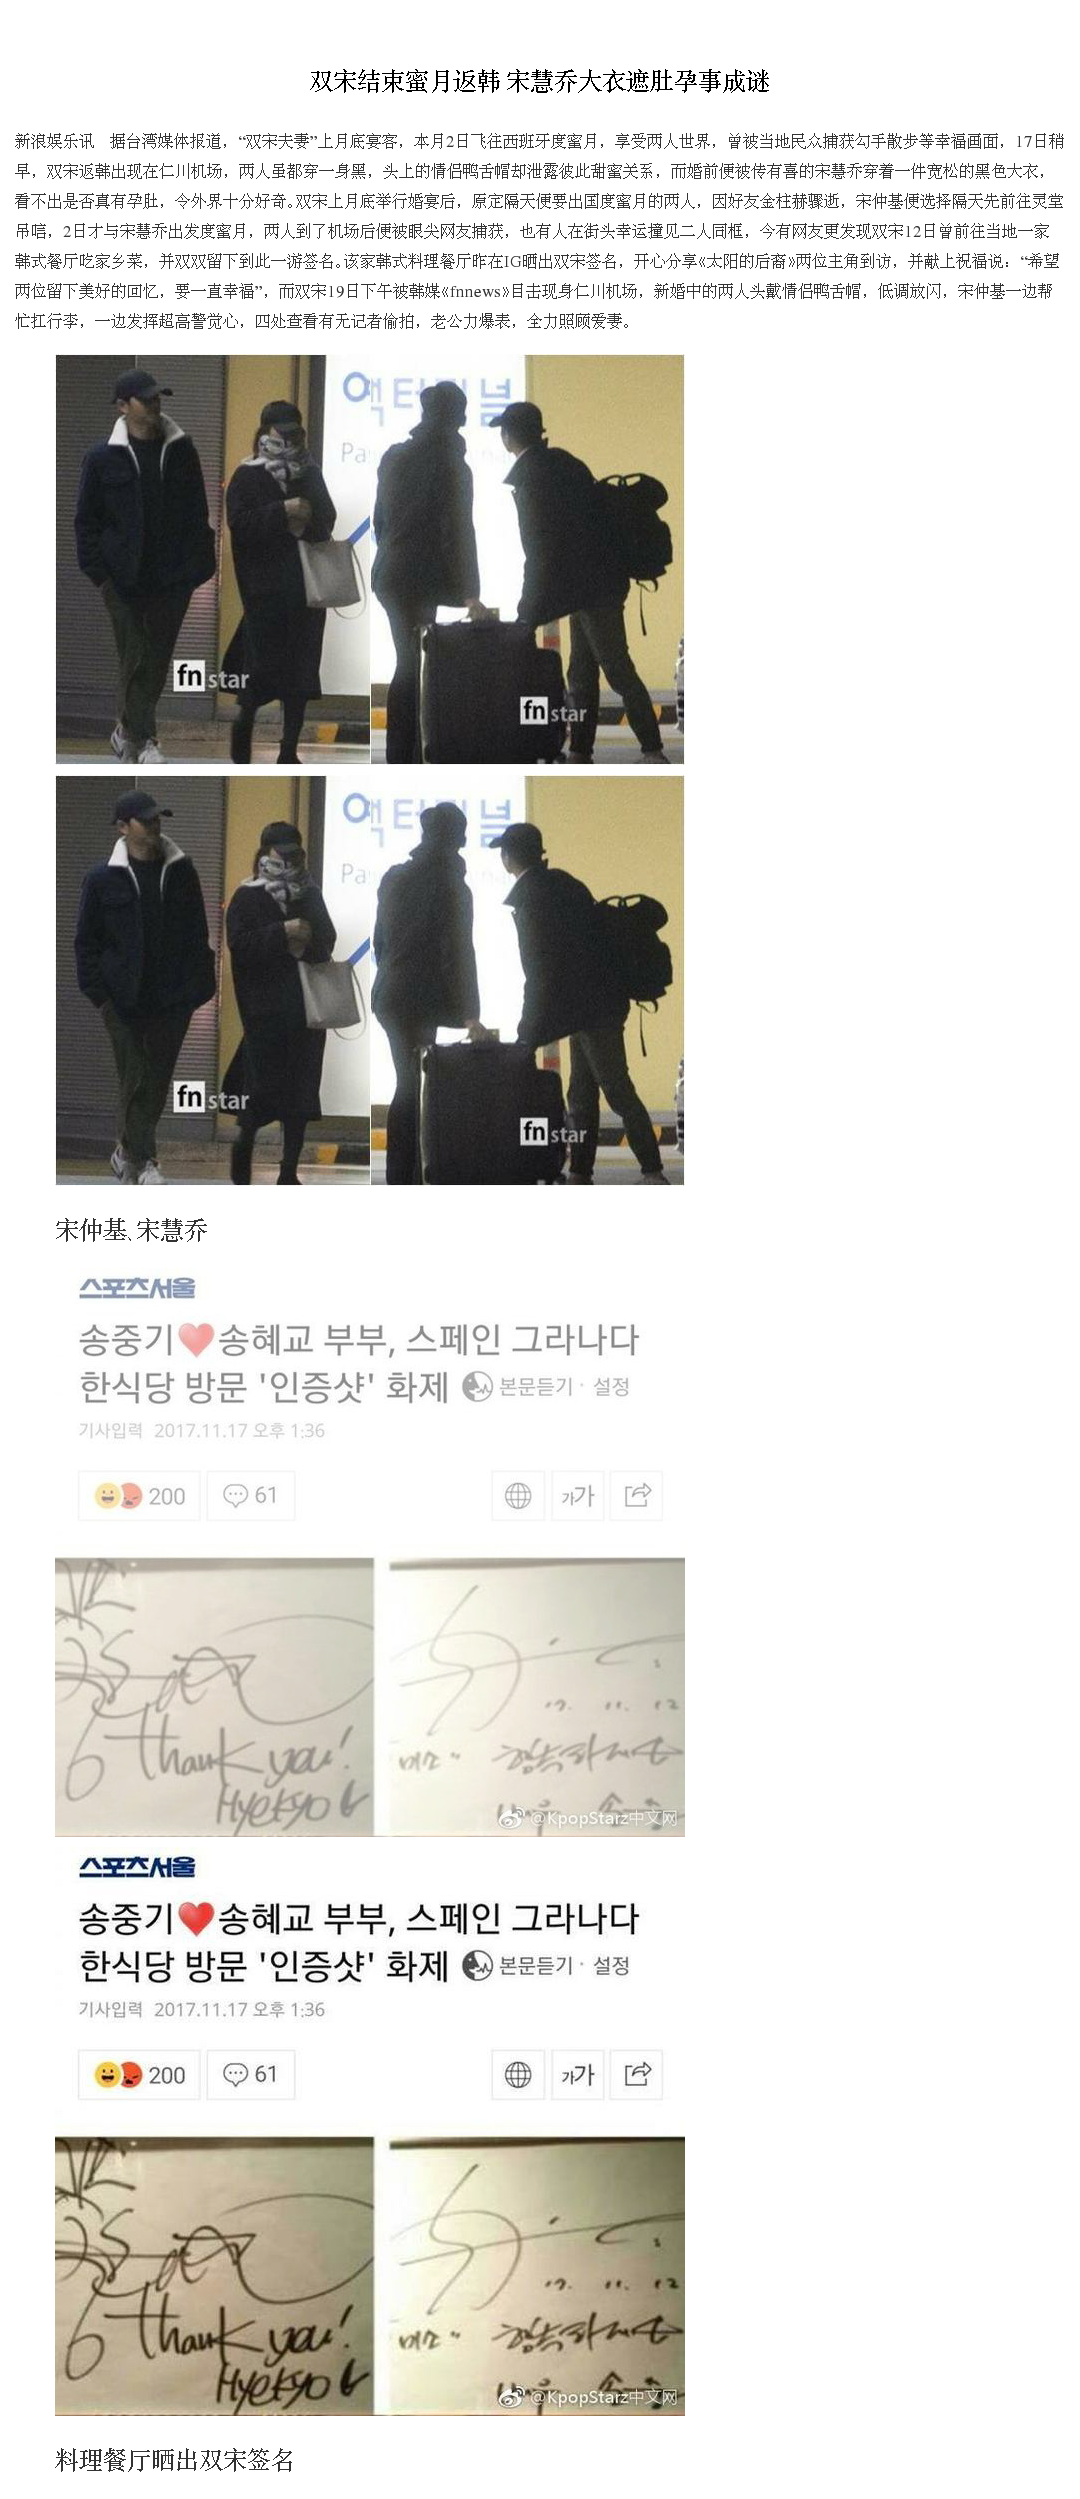 双宋结束蜜月返韩 宋慧乔大衣遮肚孕事成谜
新浪娱乐讯　据台湾媒体报道，“双宋夫妻”上月底宴客，本月2日飞往西班牙度蜜月，享受两人世界，曾被当地民众捕获勾手散步等幸福画面，17日稍
早，双宋返韩出现在仁川机场，两人虽都穿一身黑，头上的情侣鸭舌帽却泄露彼此甜蜜关系，而婚前便被传有喜的宋慧乔穿着一件宽松的黑色大衣，
看不出是否真有孕肚，令外界十分好奇。双宋上月底举行婚宴后，原定隔天便要出国度蜜月的两人，因好友金柱赫骤逝，宋仲基便选择隔天先前往灵堂
吊唁，2日才与宋慧乔出发度蜜月，两人到了机场后便被眼尖网友捕获，也有人在街头幸运撞见二人同框，今有网友更发现双宋12日曾前往当地一家
韩式餐厅吃家乡菜，并双双留下到此一游签名。该家韩式料理餐厅昨在IG晒出双宋签名，开心分享《太阳的后裔》两位主角到访，并献上祝福说：“希望
两位留下美好的回忆，要一直幸福”，而双宋19日下午被韩媒《fnnews》目击现身仁川机场，新婚中的两人头戴情侣鸭舌帽，低调放闪，宋仲基一边帮
忙扛行李，一边发挥超高警觉心，四处查看有无记者偷拍，老公力爆表，全力照顾爱妻。
fn star
fn star
fn star
fn star
宋仲基、宋慧乔
스포츠서울
송중기❤송혜교 부부, 스페인 그라나다
한식당 방문 '인증샷' 화제 본문듣기 · 설정
기사입력 2017.11.17 오후 1:36
200 61 가가
Thank you!
Hyekyo
17. 11. 12
@KpopStarz中文网
스포츠서울
송중기❤송혜교 부부, 스페인 그라나다
한식당 방문 '인증샷' 화제 본문듣기 · 설정
기사입력 2017.11.17 오후 1:36
200 61 가가
Thank you!
Hyekyo
17. 11. 12
@KpopStarz中文网
料理餐厅晒出双宋签名